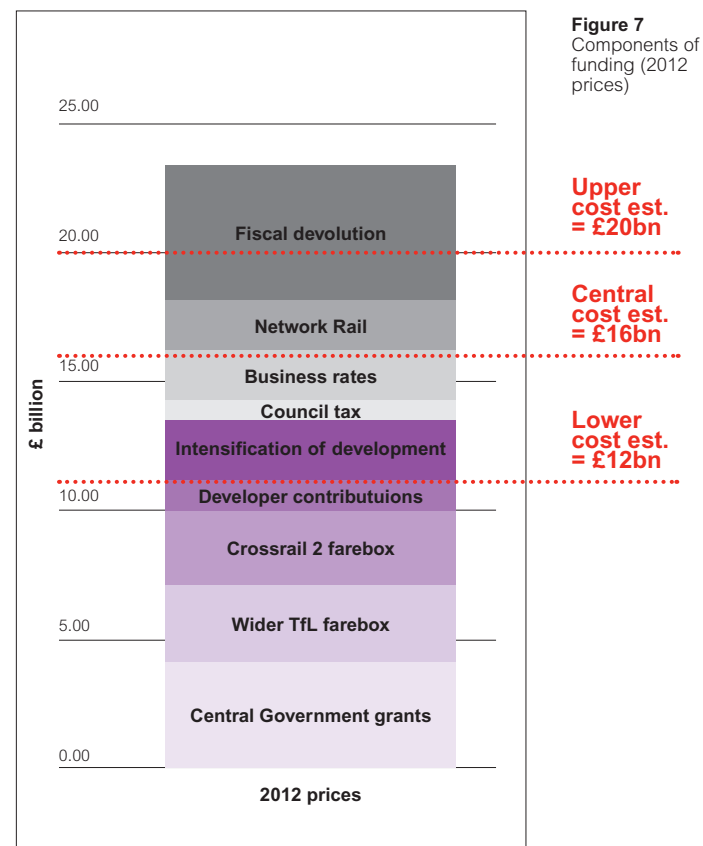 Figure 7
Components of
funding (2012
prices)
25.00
20.00
15.00
10.00
5.00
0.00
£ billion
Fiscal devolution
Network Rail
Business rates
Council tax
Intensification of development
Developer contributuions
Crossrail 2 farebox
Wider TfL farebox
Central Government grants
2012 prices
Upper
cost est.
= £20bn
Central
cost est.
= £16bn
Lower
cost est.
= £12bn